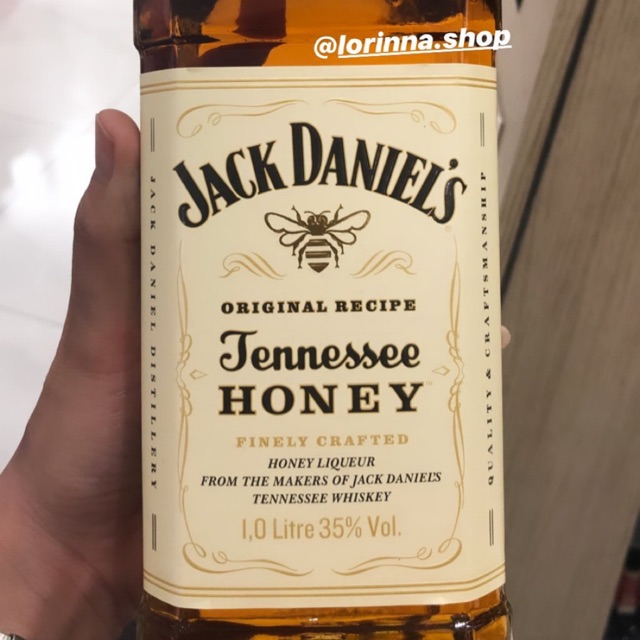 @lorinna.shop
JACK DANIEL'S
ORIGINAL RECIPE
Tennessee
HONEY
FINELY CRAFTED
HONEY LIQUEUR
FROM THE MAKERS OF JACK DANIEL'S
TENNESSEE WHISKEY
1,0 Litre 35% Vol.
JACK DANIEL DISTILLERY
QUALITY & CRAFTSMANSHIP